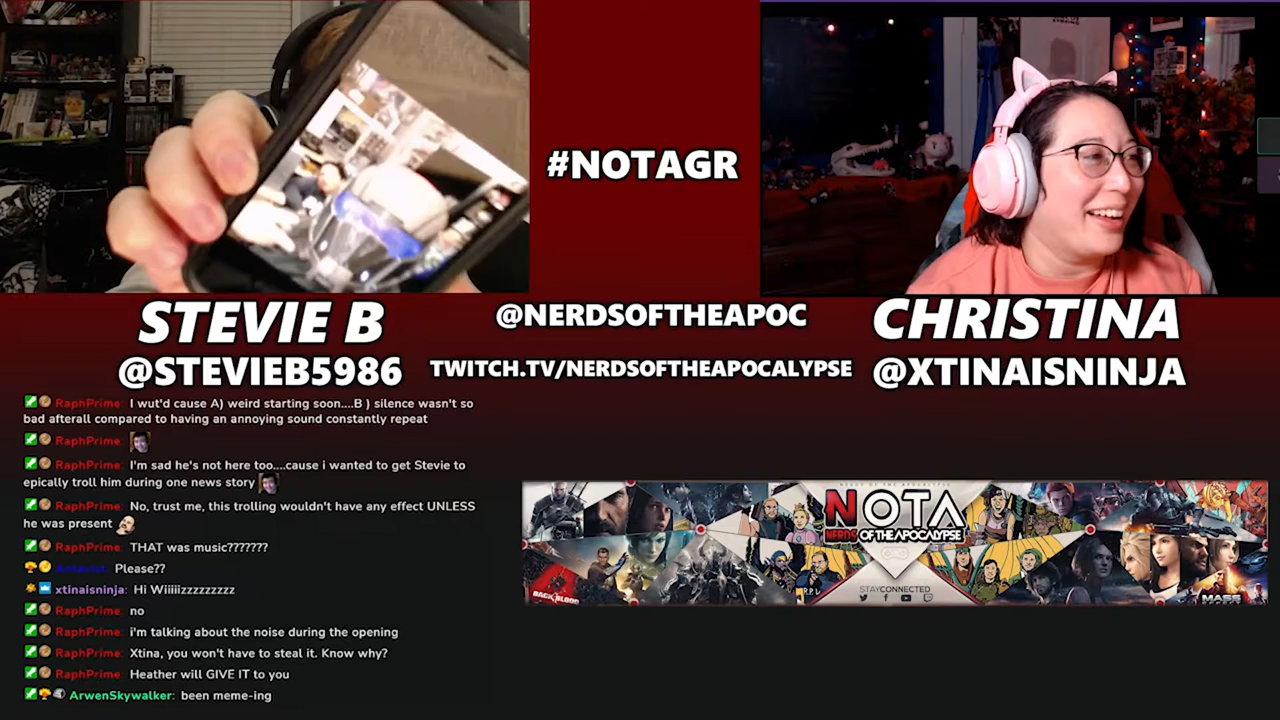 #NOTAGR
STEVIE B
@STEVIEB5986
@NERDSOFTHEAPOC
TWITCH.TV/NERDSOFTHEAPOCALYPSE
CHRISTINA
@XTINAISNINJA
RaphPrime: I wut'd cause A) weird starting soon....B ) silence wasn't so
bad afterall compared to having an annoying sound constantly repeat
RaphPrime:
RaphPrime: I'm sad he's not here too....cause i wanted to get Stevie to
epically troll him during one news story
RaphPrime: No, trust me, this trolling wouldn't have any effect UNLESS
he was present
RaphPrime: THAT was music???????
Please??
xtinaisninja: Hi Wiiiiizzzzzzzzz
RaphPrime: no
RaphPrime: i'm talking about the noise during the opening
RaphPrime: Xtina, you won't have to steal it. Know why?
RaphPrime: Heather will GIVE IT to you
ArwenSkywalker: been meme-ing
NOTA
NERDS OF THE APOCALYPSE
STAYCONNECTED
BACK4BLOOD
MASS